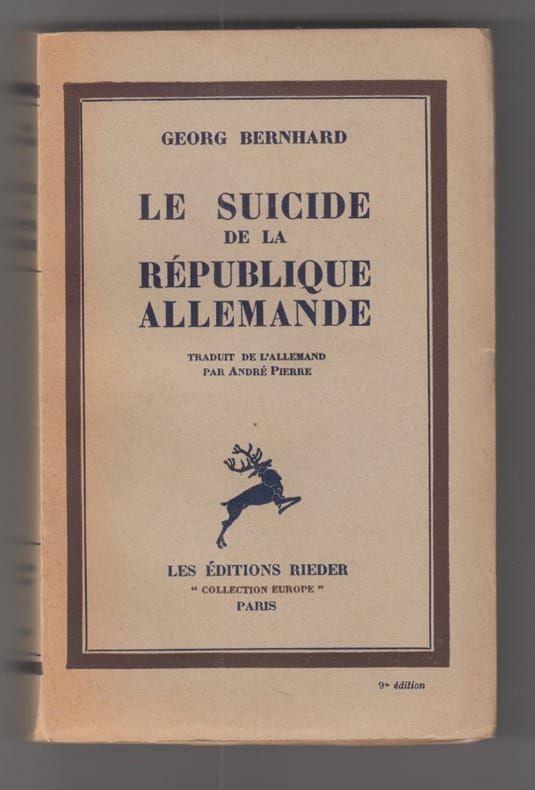 GEORG BERNHARD
LE SUICIDE
DE LA
RÉPUBLIQUE
ALLEMANDE
TRADUIT DE L'ALLEMAND
PAR ANDRÉ PIERRE
LES ÉDITIONS RIEDER
" COLLECTION EUROPE "
PARIS
9ᵉ édition